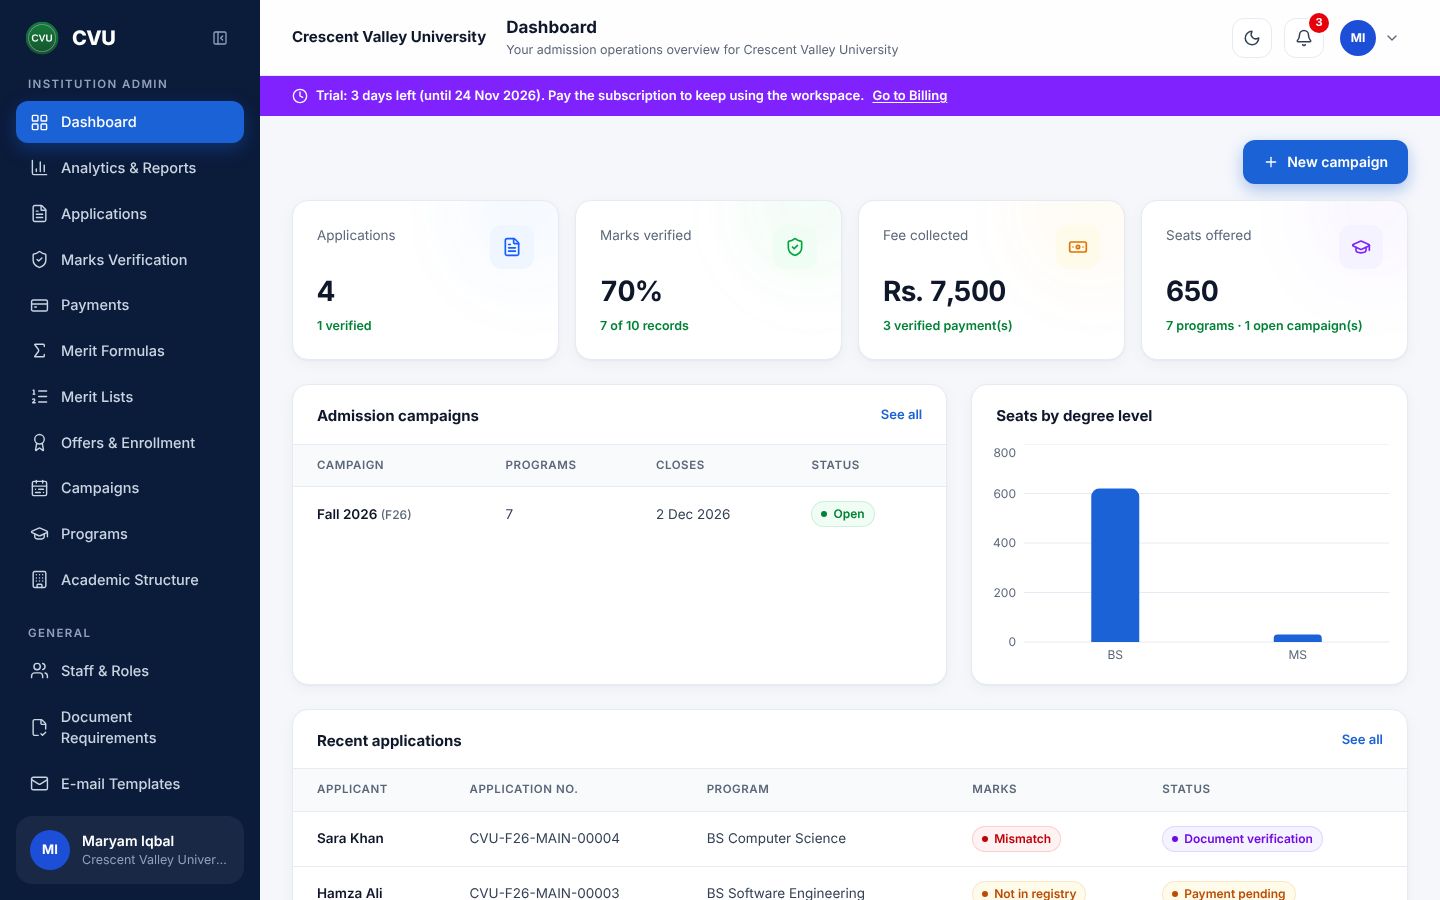 CVU CVU
INSTITUTION ADMIN
Dashboard
Analytics & Reports
Applications
Marks Verification
Payments
Merit Formulas
Merit Lists
Offers & Enrollment
Campaigns
Programs
Academic Structure
GENERAL
Staff & Roles
Document
Requirements
E-mail Templates
MI Maryam Iqbal
Crescent Valley Univer...
Crescent Valley University
Dashboard
Your admission operations overview for Crescent Valley University
3
MI
Trial: 3 days left (until 24 Nov 2026). Pay the subscription to keep using the workspace. Go to Billing
New campaign
Applications
4
1 verified
Marks verified
70%
7 of 10 records
Fee collected
Rs. 7,500
3 verified payment(s)
Seats offered
650
7 programs · 1 open campaign(s)
Admission campaigns See all
CAMPAIGN PROGRAMS CLOSES STATUS
Fall 2026 (F26) 7 2 Dec 2026 Open
Seats by degree level
800
600
400
200
0
BS MS
Recent applications See all
APPLICANT APPLICATION NO. PROGRAM MARKS STATUS
Sara Khan CVU-F26-MAIN-00004 BS Computer Science Mismatch Document verification
Hamza Ali CVU-F26-MAIN-00003 BS Software Engineering Not in registry Payment pending